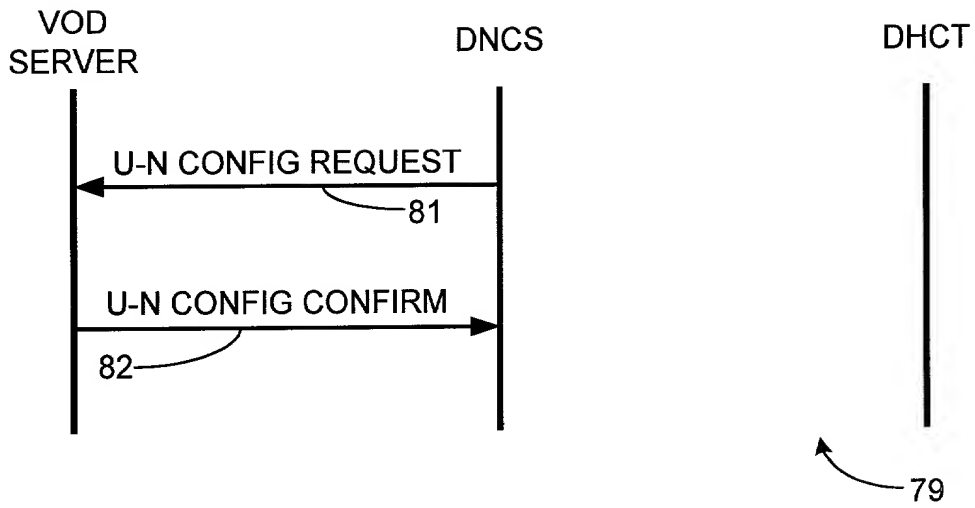 VOD
SERVER
DNCS
DHCT
U-N CONFIG REQUEST
81
U-N CONFIG CONFIRM
82
79